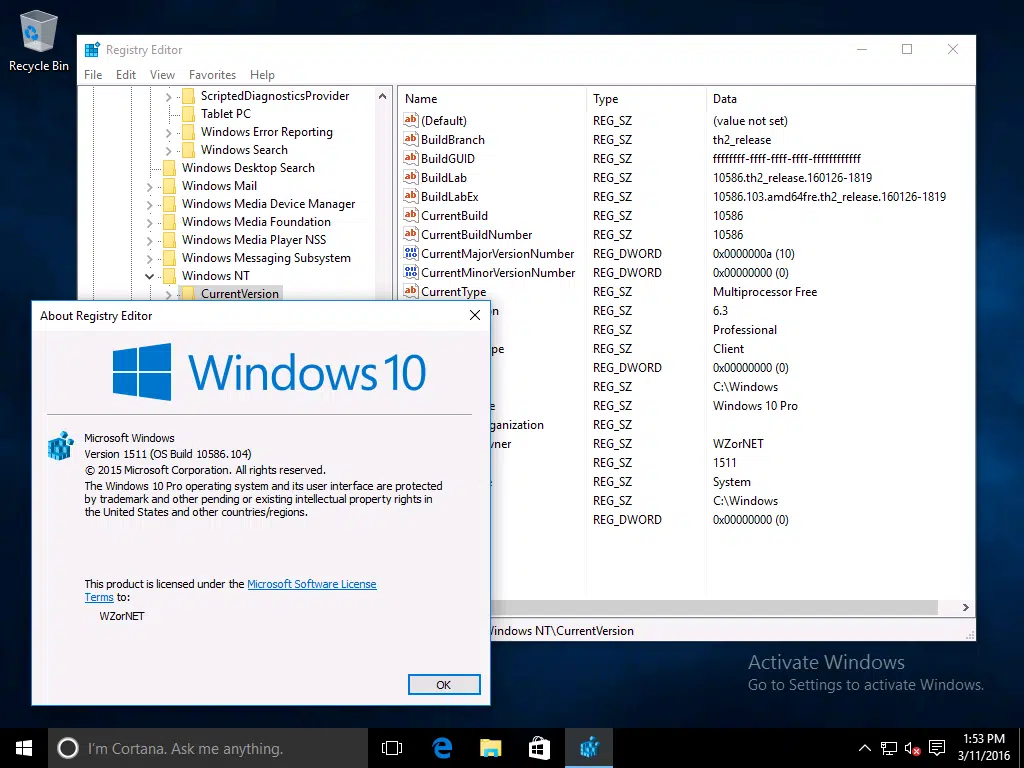 Recycle Bin
Registry Editor
File Edit View Favorites Help
ScriptedDiagnosticsProvider
Tablet PC
Windows Error Reporting
Windows Search
Windows Desktop Search
Windows Mail
Windows Media Device Manager
Windows Media Foundation
Windows Media Player NSS
Windows Messaging Subsystem
Windows NT
CurrentVersion
Name Type Data
(Default) REG_SZ (value not set)
BuildBranch REG_SZ th2_release
BuildGUID REG_SZ ffffffff-ffff-ffff-ffff-ffffffffffff
BuildLab REG_SZ 10586.th2_release.160126-1819
BuildLabEx REG_SZ 10586.103.amd64fre.th2_release.160126-1819
CurrentBuild REG_SZ 10586
CurrentBuildNumber REG_SZ 10586
CurrentMajorVersionNumber REG_DWORD 0x0000000a (10)
CurrentMinorVersionNumber REG_DWORD 0x00000000 (0)
CurrentType REG_SZ Multiprocessor Free
n REG_SZ 6.3
REG_SZ Professional
pe REG_SZ Client
REG_DWORD 0x00000000 (0)
REG_SZ C:\Windows
e REG_SZ Windows 10 Pro
ganization REG_SZ
ner REG_SZ WZorNET
REG_SZ 1511
e REG_SZ System
REG_SZ C:\Windows
REG_DWORD 0x00000000 (0)
indows NT\CurrentVersion
About Registry Editor
Windows 10
Microsoft Windows
Version 1511 (OS Build 10586.104)
© 2015 Microsoft Corporation. All rights reserved.
The Windows 10 Pro operating system and its user interface are protected
by trademark and other pending or existing intellectual property rights in
the United States and other countries/regions.
This product is licensed under the Microsoft Software License
Terms to:
WZorNET
OK
Activate Windows
Go to Settings to activate Windows.
I'm Cortana. Ask me anything.
1:53 PM
3/11/2016